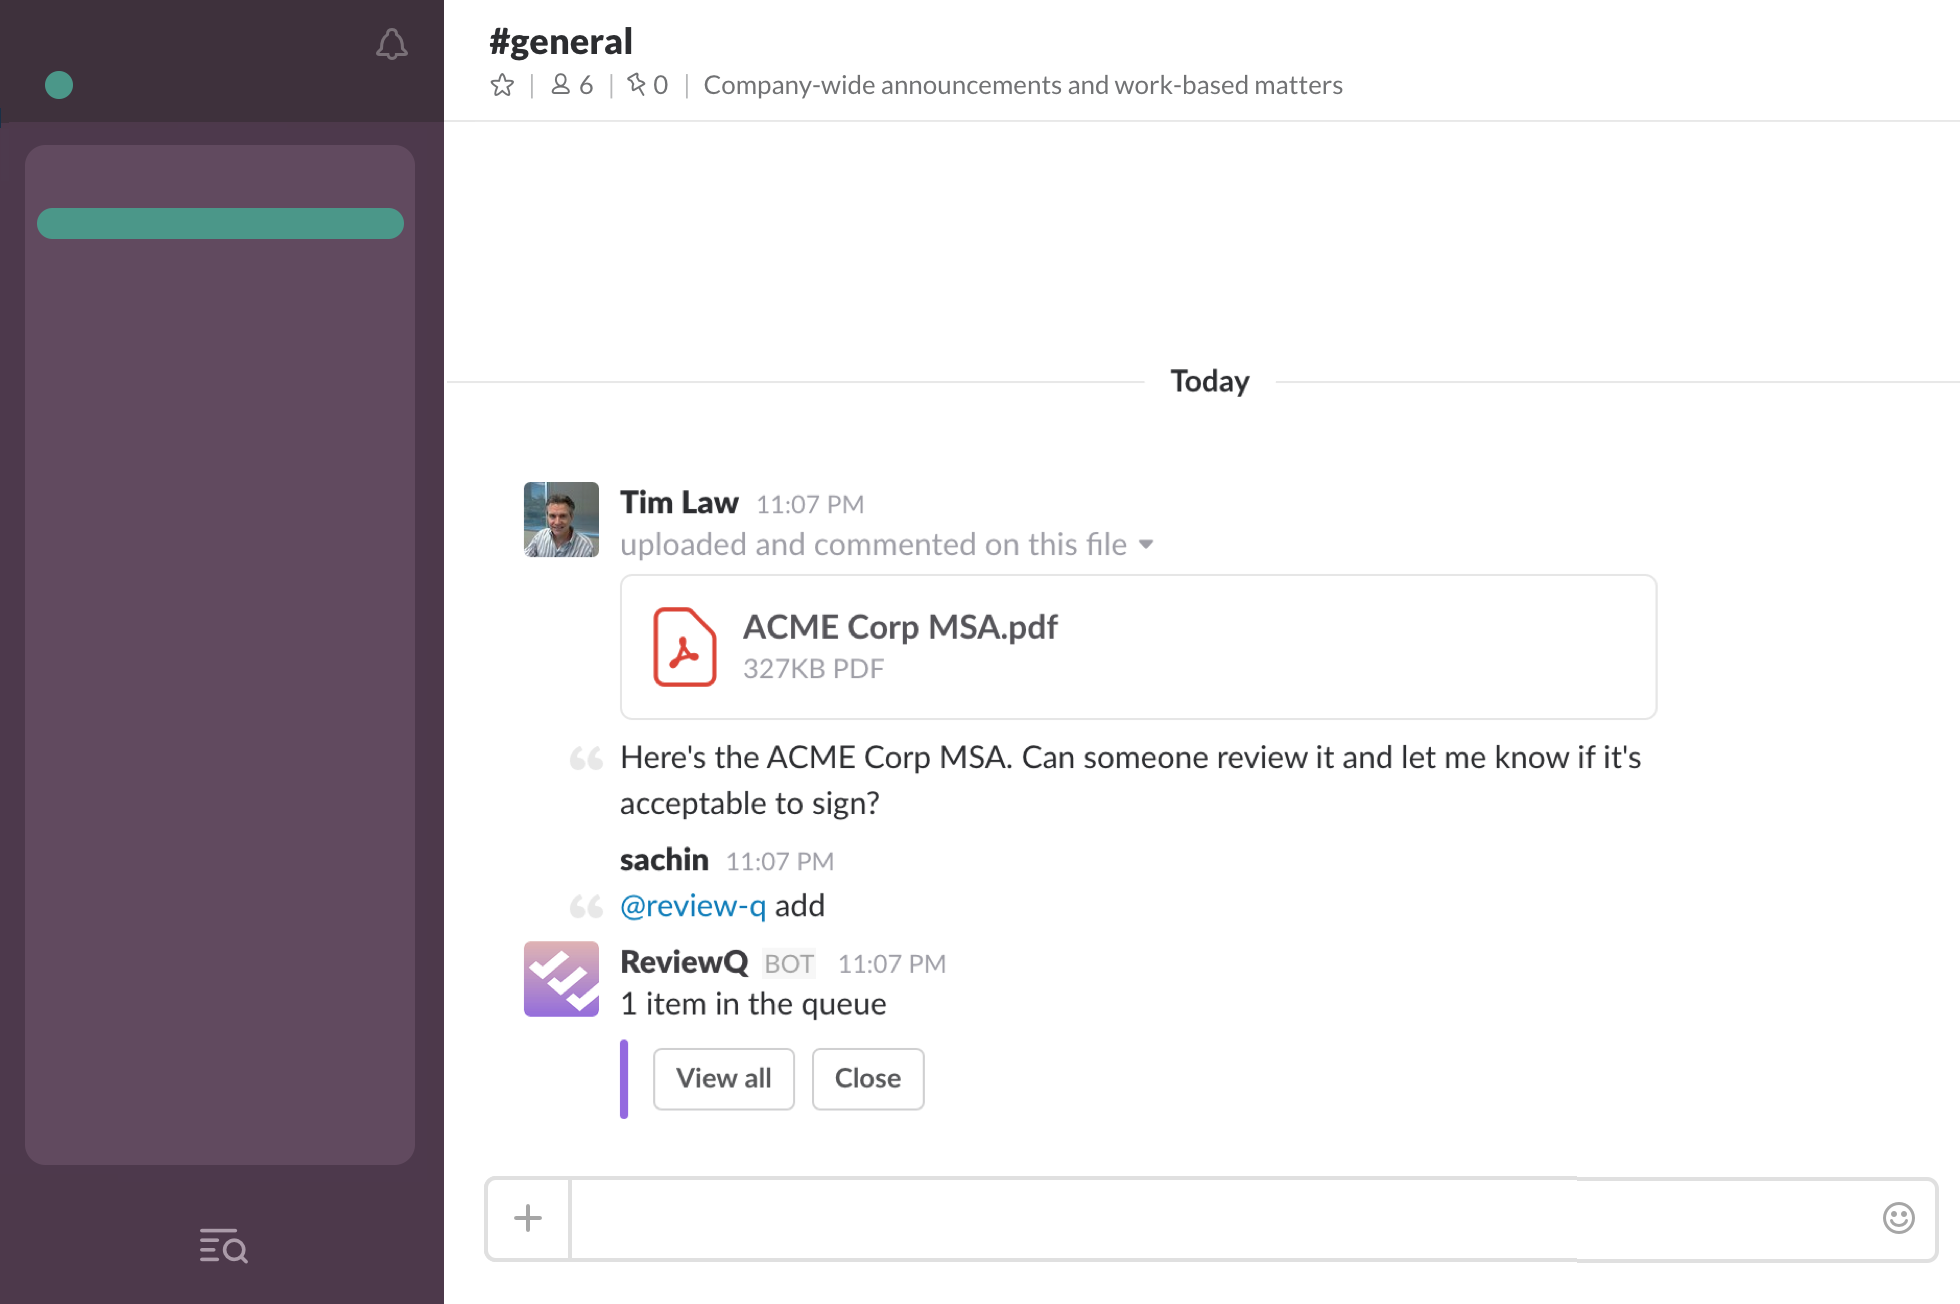 #general
6 | 0 | Company-wide announcements and work-based matters
Today
Tim Law 11:07 PM
uploaded and commented on this file
ACME Corp MSA.pdf
327KB PDF
Here's the ACME Corp MSA. Can someone review it and let me know if it's
acceptable to sign?
sachin 11:07 PM
@review-q add
ReviewQ BOT 11:07 PM
1 item in the queue
View all Close